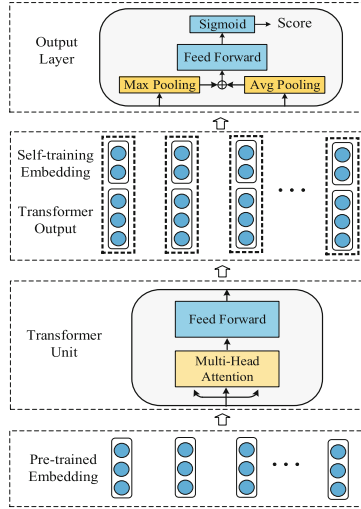 Sigmoid
Score
Output
Layer
Feed Forward
Max Pooling
Avg Pooling
Self-training
Embedding
Transformer
Output
...
Feed Forward
Transformer
Unit
Multi-Head
Attention
Pre-trained
Embedding
...